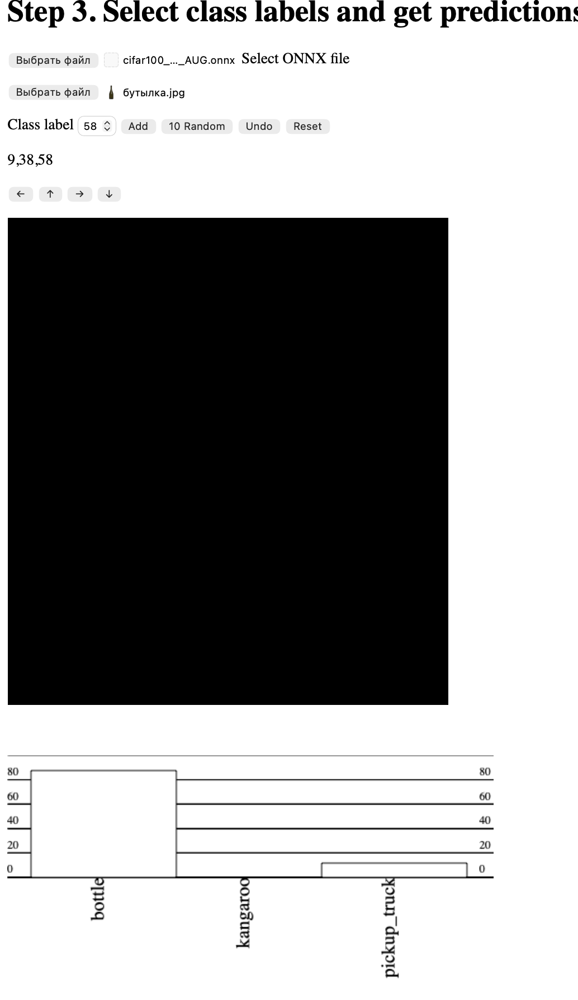 Step 3. Select class labels and get predictions
Выбрать файл cifar100_..._AUG.onnx Select ONNX file
Выбрать файл бутылка.jpg
Class label 58 Add 10 Random Undo Reset
9,38,58
← ↑ → ↓
80 80
60 60
40 40
20 20
0 0
bottle
kangaroo
pickup_truck